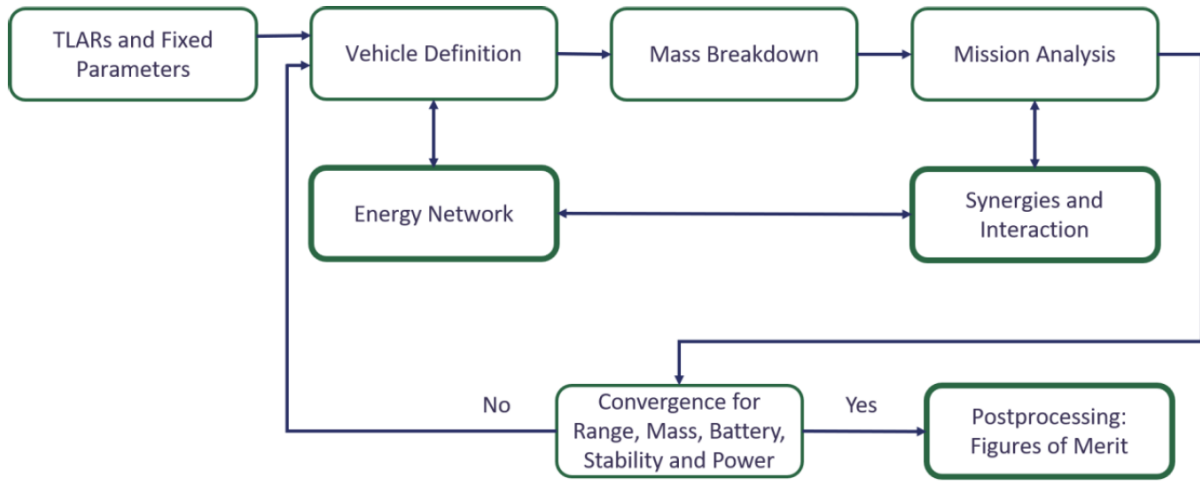 TLARs and Fixed
Parameters
Vehicle Definition
Mass Breakdown
Mission Analysis
Energy Network
Synergies and
Interaction
No
Convergence for
Range, Mass, Battery,
Stability and Power
Yes
Postprocessing:
Figures of Merit